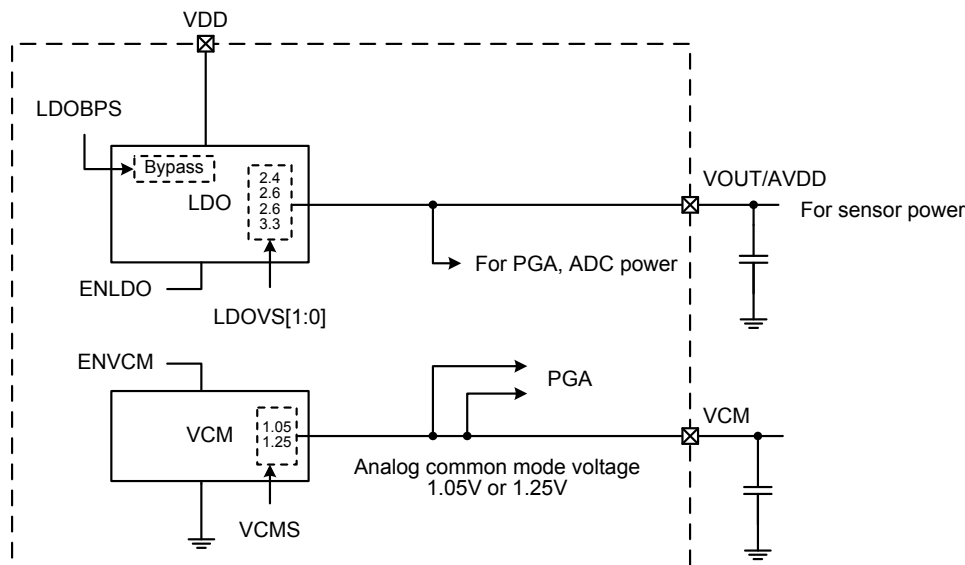 VDD
LDOBPS
Bypass
LDO
2.4
2.6
2.6
3.3
VOUT/AVDD
For sensor power
For PGA, ADC power
ENLDO
LDOVS[1:0]
ENVCM
PGA
VCM
1.05
1.25
VCM
Analog common mode voltage
1.05V or 1.25V
VCMS